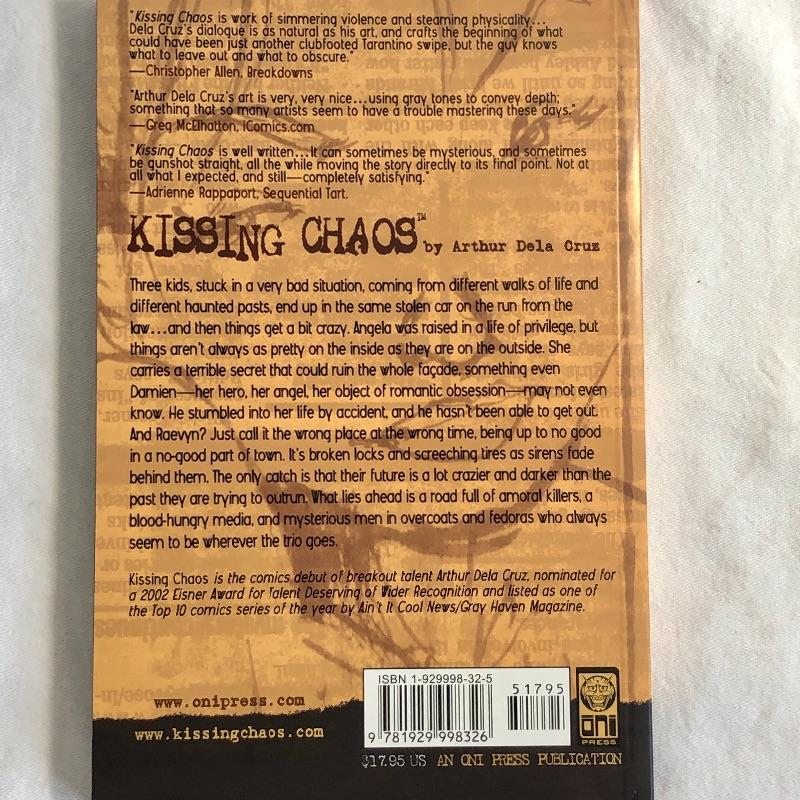 "Kissing Chaos is work of simmering violence and steaming physicality...
Dela Cruz's dialogue is as natural as his art, and crafts the beginning of what
could have been just another clubfooted Tarantino swipe, but the guy knows
what to leave out and what to obscure."
—Christopher Allen, Breakdowns
"Arthur Dela Cruz's art is very, very nice...using gray tones to convey depth;
something that so many artists seem to have a trouble mastering these days."
—Greg McElhatton, iComics.com
"Kissing Chaos is well written...It can sometimes be mysterious, and sometimes
be gunshot straight, all the while moving the story directly to its final point. Not at
all what I expected, and still—completely satisfying."
—Adrienne Rappaport, Sequential Tart.
KISSING CHAOS™ by Arthur Dela Cruz
Three kids, stuck in a very bad situation, coming from different walks of life and
different haunted pasts, end up in the same stolen car on the run from the
law...and then things get a bit crazy. Angela was raised in a life of privilege, but
things aren't always as pretty on the inside as they are on the outside. She
carries a terrible secret that could ruin the whole façade, something even
Damien—her hero, her angel, her object of romantic obsession—may not even
know. He stumbled into her life by accident, and he hasn't been able to get out.
And Raevyn? Just call it the wrong place at the wrong time, being up to no good
in a no-good part of town. It's broken locks and screeching tires as sirens fade
behind them. The only catch is that their future is a lot crazier and darker than the
past they are trying to outrun. What lies ahead is a road full of amoral killers, a
blood-hungry media, and mysterious men in overcoats and fedoras who always
seem to be wherever the trio goes.
Kissing Chaos is the comics debut of breakout talent Arthur Dela Cruz, nominated for
a 2002 Eisner Award for Talent Deserving of Wider Recognition and listed as one of
the Top 10 comics series of the year by Ain't It Cool News/Gray Haven Magazine.
www.onipress.com
www.kissingchaos.com
ISBN 1-929998-32-5
51795
9 781929 998326
ONI
PRESS
$17.95 US AN ONI PRESS PUBLICATION